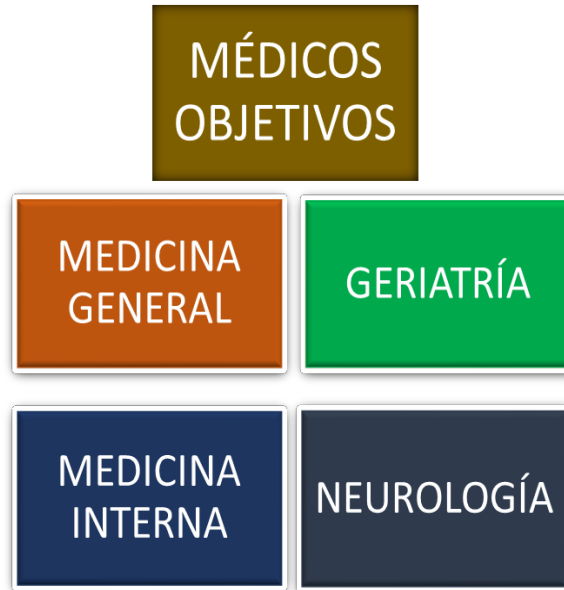 MÉDICOS
OBJETIVOS
MEDICINA
GENERAL
GERIATRÍA
MEDICINA
INTERNA
NEUROLOGÍA